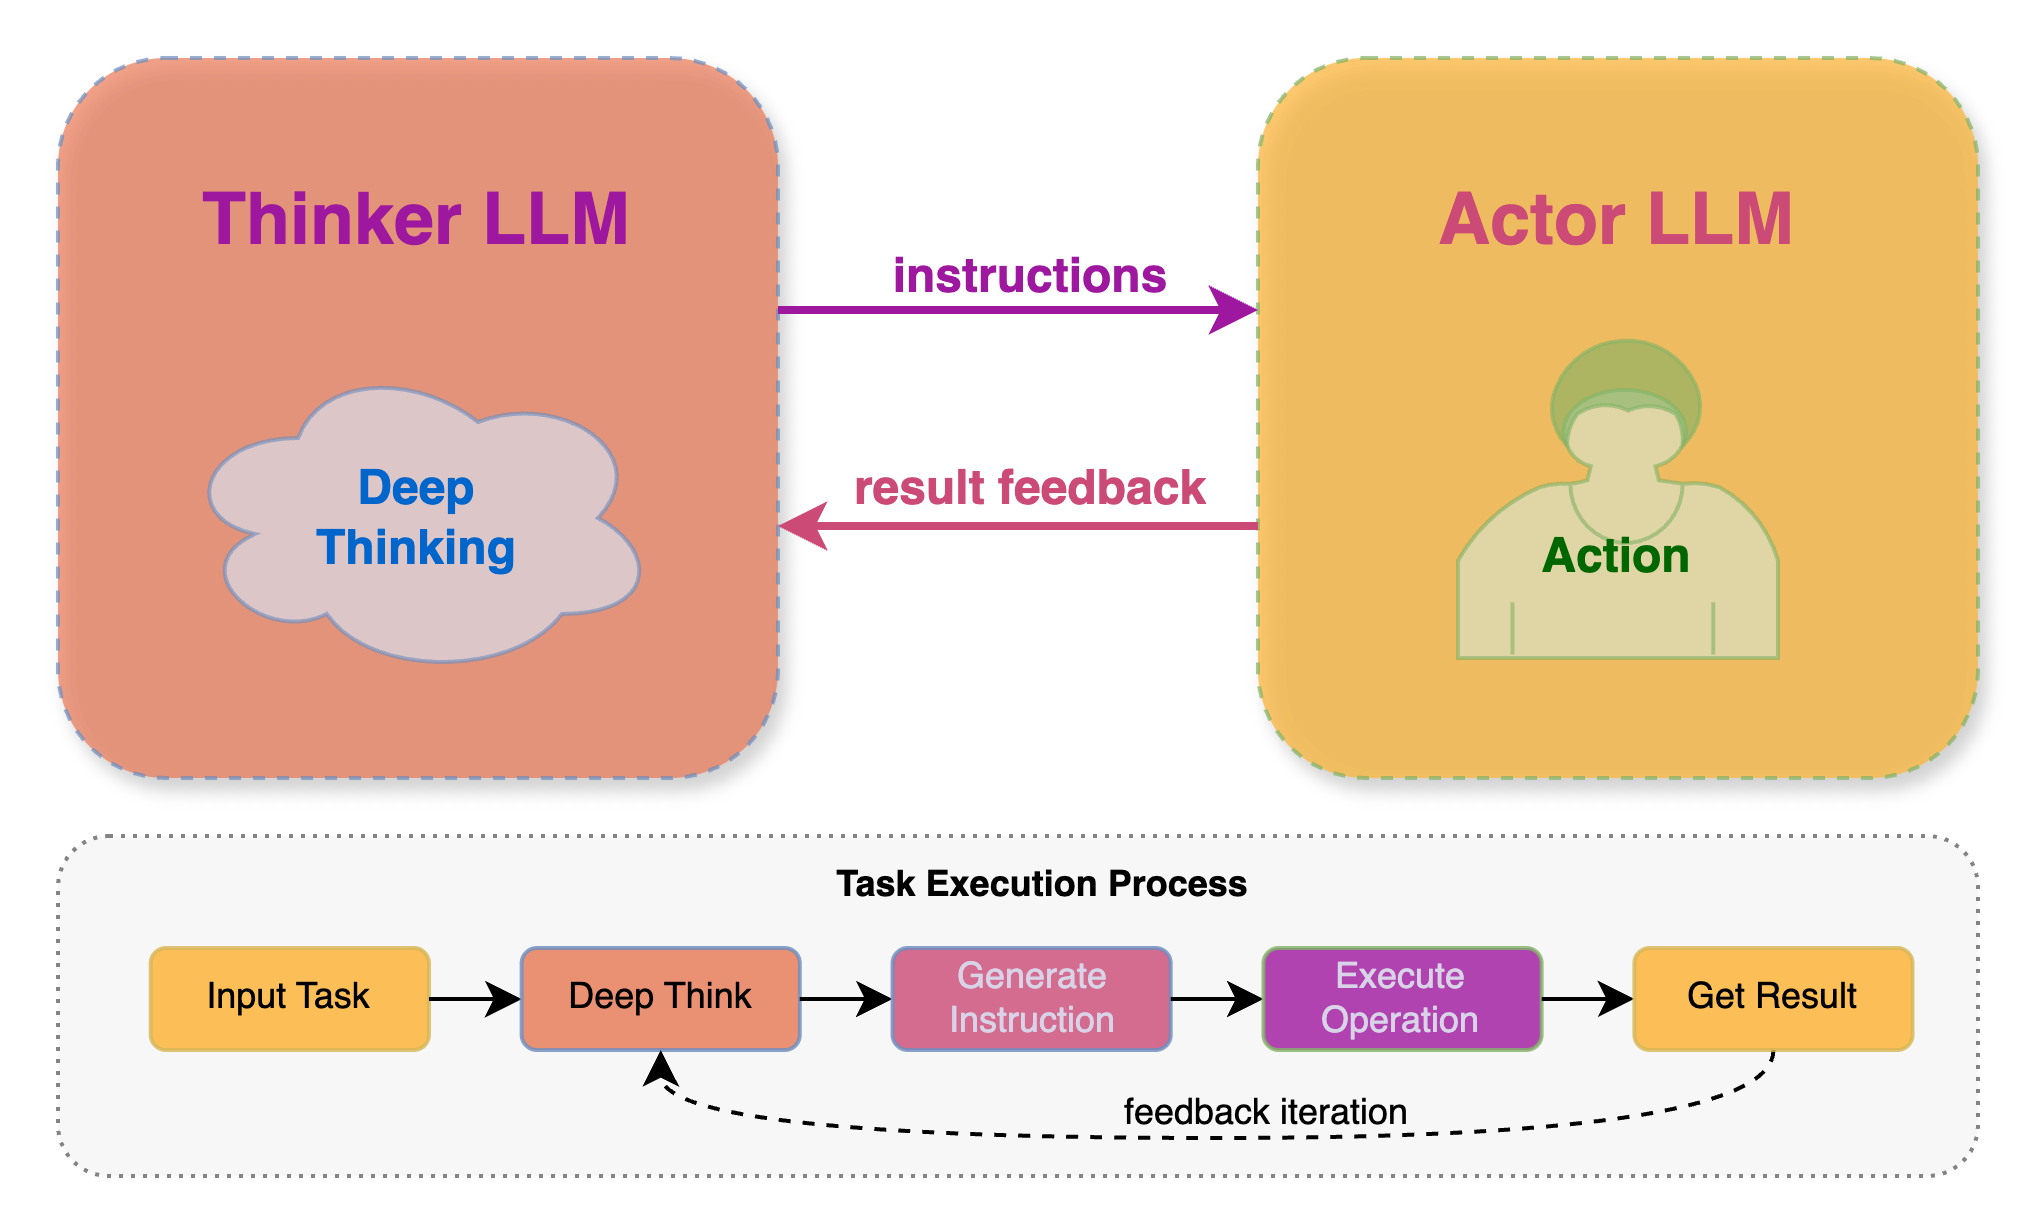 Thinker LLM
Actor LLM
instructions
Deep
Thinking
result feedback
Action
Task Execution Process
Input Task
Deep Think
Generate
Instruction
Execute
Operation
Get Result
feedback iteration